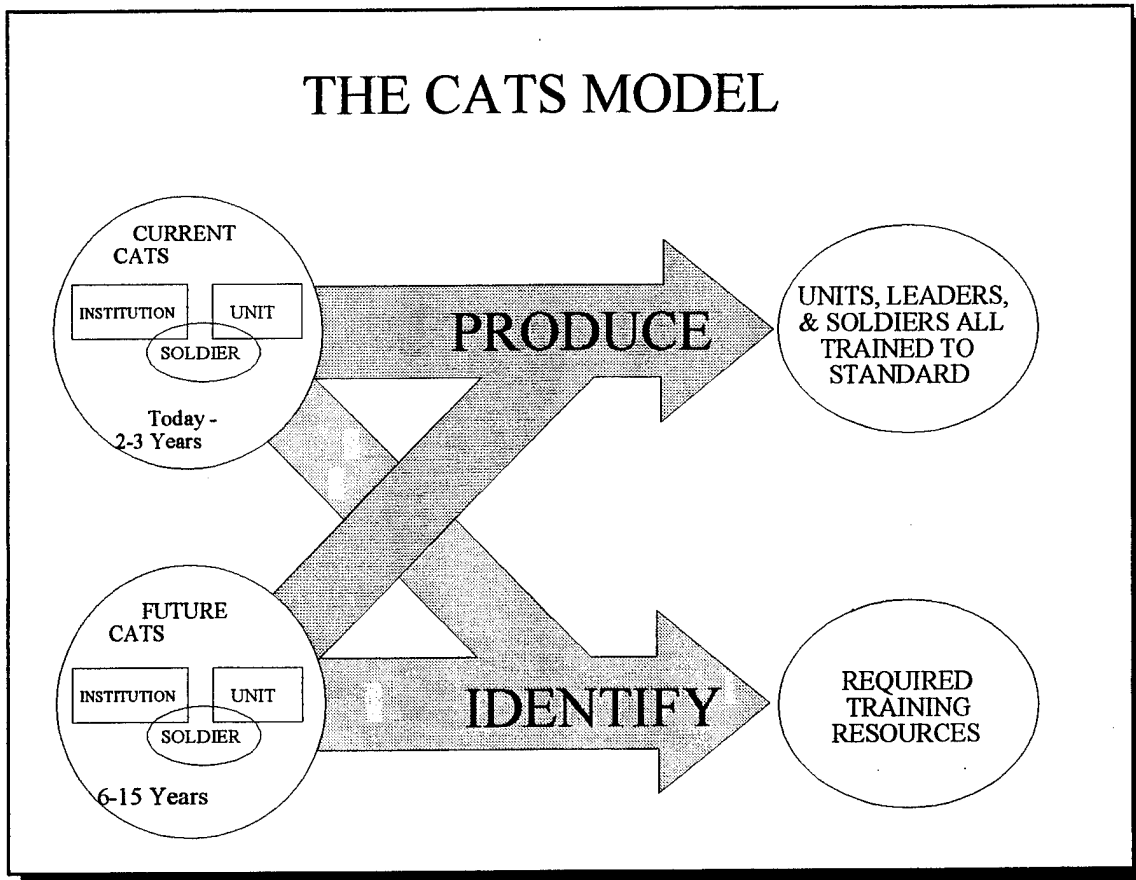 THE CATS MODEL
CURRENT
CATS
INSTITUTION
UNIT
SOLDIER
Today -
2-3 Years
PRODUCE
UNITS, LEADERS,
& SOLDIERS ALL
TRAINED TO
STANDARD
FUTURE
CATS
INSTITUTION
UNIT
SOLDIER
6-15 Years
IDENTIFY
REQUIRED
TRAINING
RESOURCES